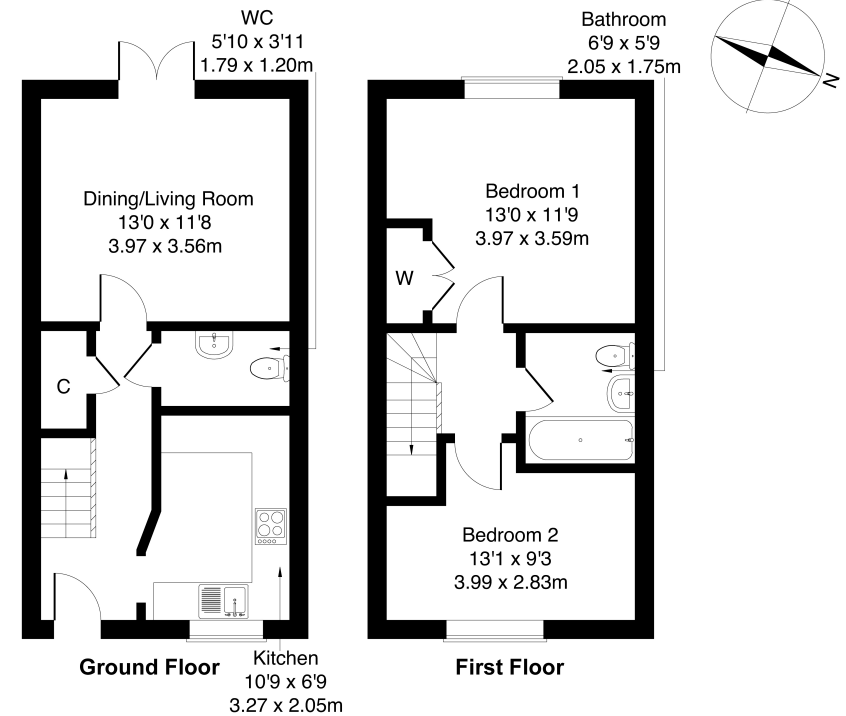 WC
5'10 x 3'11
1.79 x 1.20m
Bathroom
6'9 x 5'9
2.05 x 1.75m
N
Dining/Living Room
13'0 x 11'8
3.97 x 3.56m
Bedroom 1
13'0 x 11'9
3.97 x 3.59m
W
C
Bedroom 2
13'1 x 9'3
3.99 x 2.83m
Ground Floor
First Floor
Kitchen
10'9 x 6'9
3.27 x 2.05m